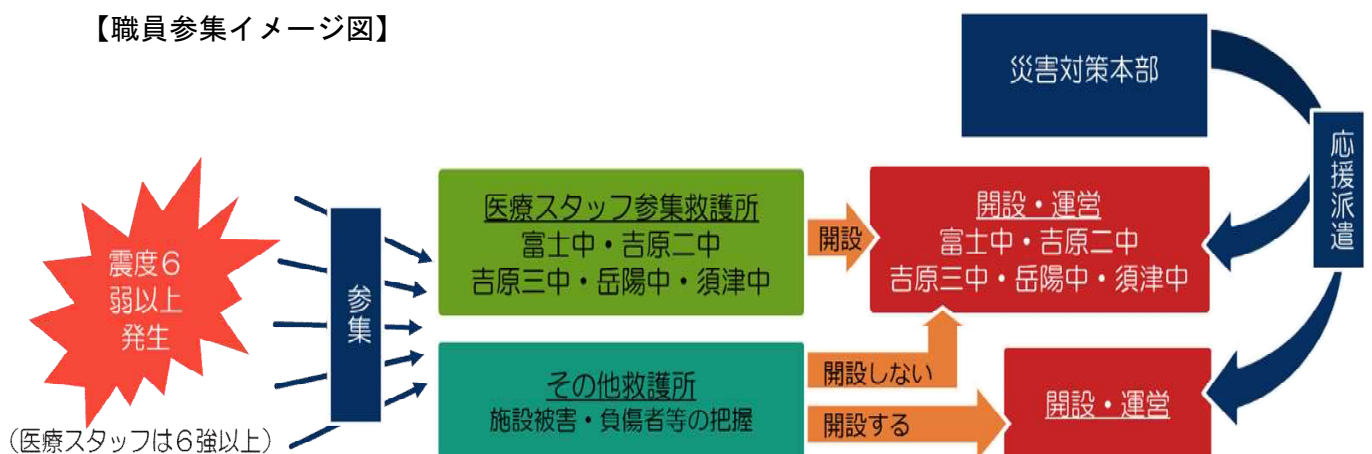 【職員参集イメージ図】
災害対策本部
応援派遣
震度6
弱以上
発生
(医療スタッフは6強以上)
参集
医療スタッフ参集救護所
富士中・吉原二中
吉原三中・岳陽中・須津中
開設
開設・運営
富士中・吉原二中
吉原三中・岳陽中・須津中
その他救護所
施設被害・負傷者等の把握
開設しない
開設する
開設・運営